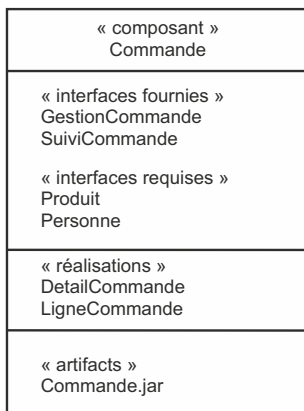 « composant »
Commande
« interfaces fournies »
GestionCommande
SuiviCommande
« interfaces requises »
Produit
Personne
« réalisations »
DetailCommande
LigneCommande
« artifacts »
Commande.jar